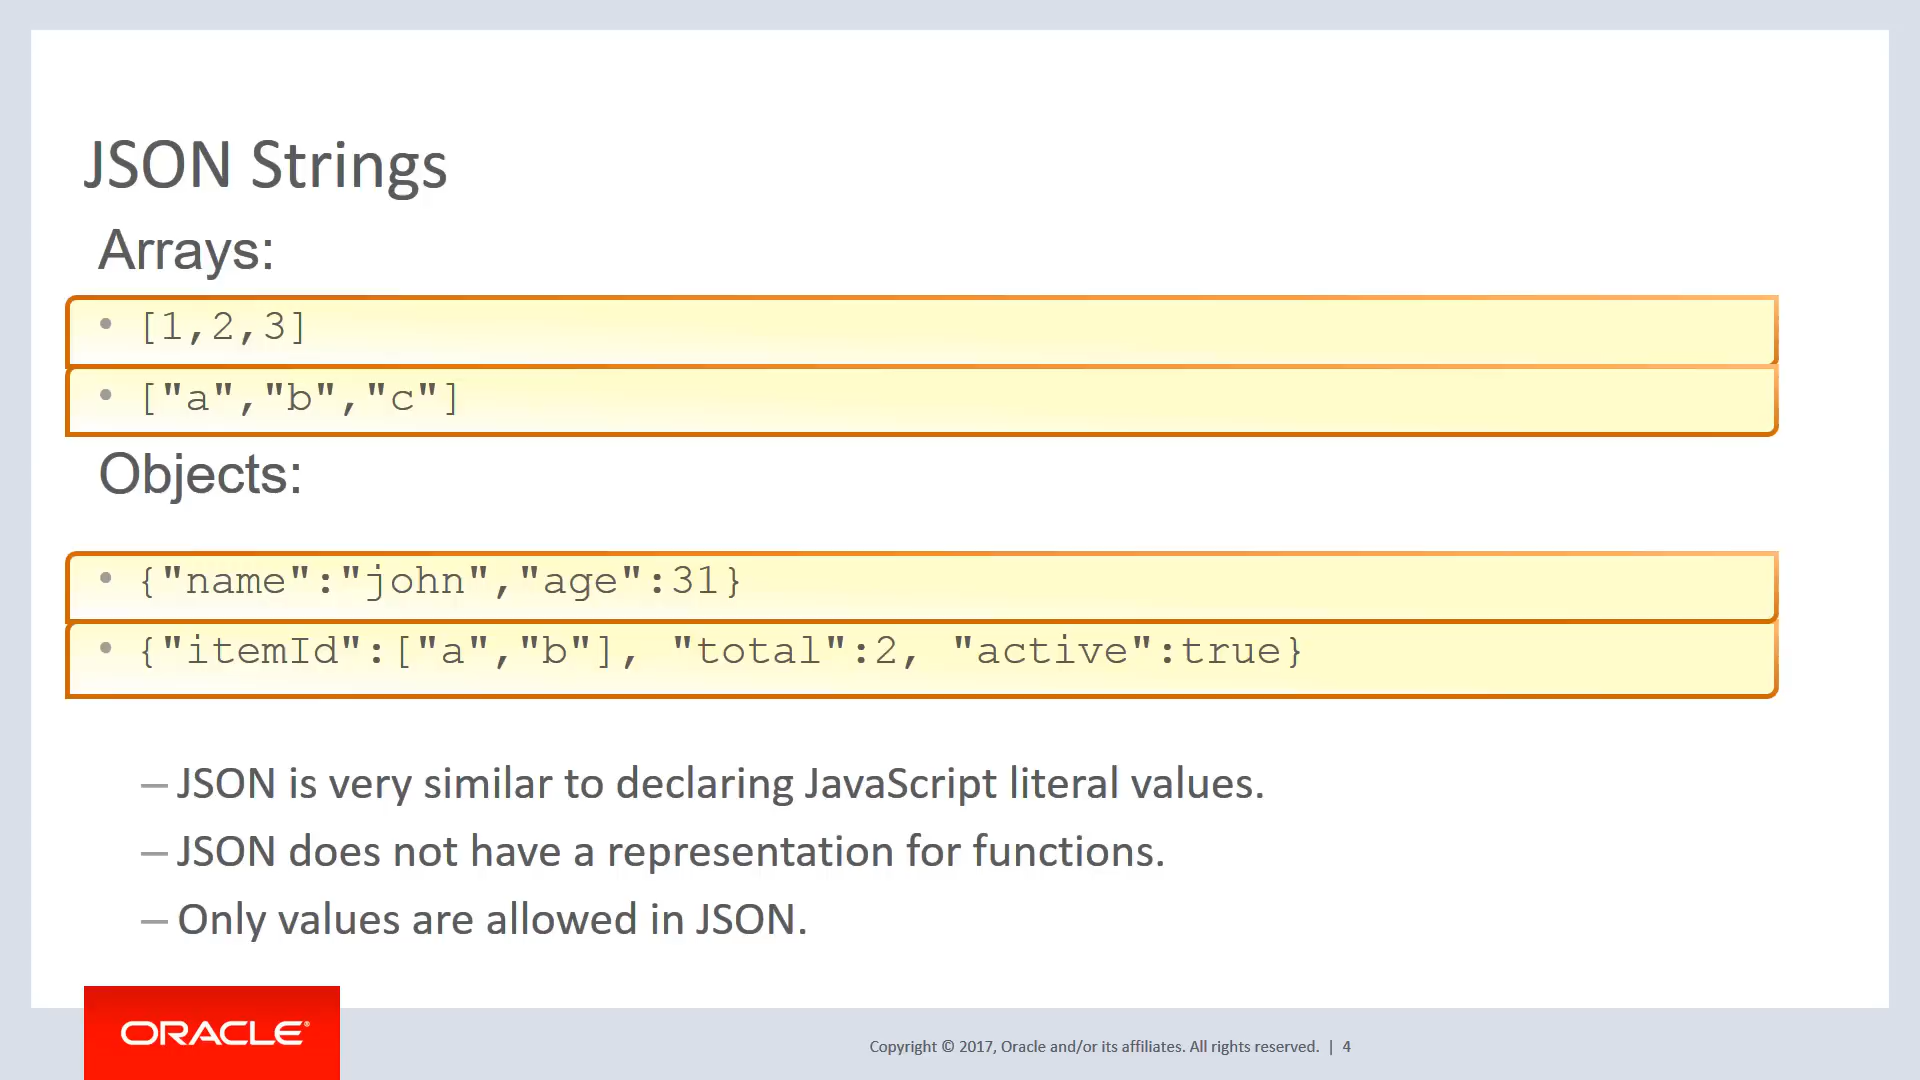 JSON Strings
Arrays:
• [1,2,3]
• ["a","b","c"]
Objects:
• {"name":"john","age":31}
• {"itemId":["a","b"], "total":2, "active":true}
– JSON is very similar to declaring JavaScript literal values.
– JSON does not have a representation for functions.
– Only values are allowed in JSON.
ORACLE®
Copyright © 2017, Oracle and/or its affiliates. All rights reserved. | 4